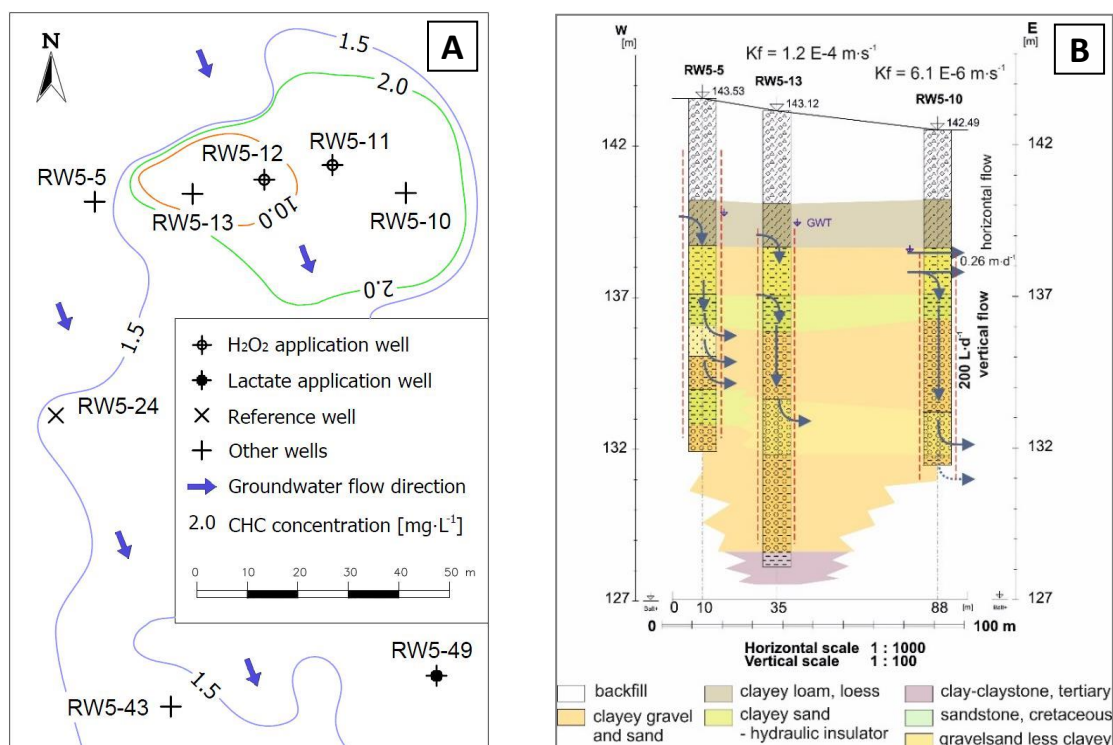 A
N
1.5
2.0
RW5-11
RW5-12
RW5-5
10.0
RW5-13
RW5-10
2.0
1.5
RW5-24
H₂O₂ application well
Lactate application well
Reference well
Other wells
Groundwater flow direction
2.0 CHC concentration [mg·L⁻¹]
0 10 20 30 40 50 m
RW5-49
1.5
RW5-43
B
W
[m]
E
[m]
Kf = 1.2 E-4 m·s⁻¹
RW5-5
RW5-13
Kf = 6.1 E-6 m·s⁻¹
RW5-10
143.53
143.12
142.49
142
142
GWT
horizontal flow
0.26 m·d⁻¹
137
137
200 L·d⁻¹
vertical flow
132
132
127
127
0 10 35 88 [m]
0 100 m
Horizontal scale 1 : 1000
Vertical scale 1 : 100
backfill
clayey loam, loess
clay-claystone, tertiary
clayey gravel
and sand
clayey sand
- hydraulic insulator
sandstone, cretaceous
gravelsand less clayey